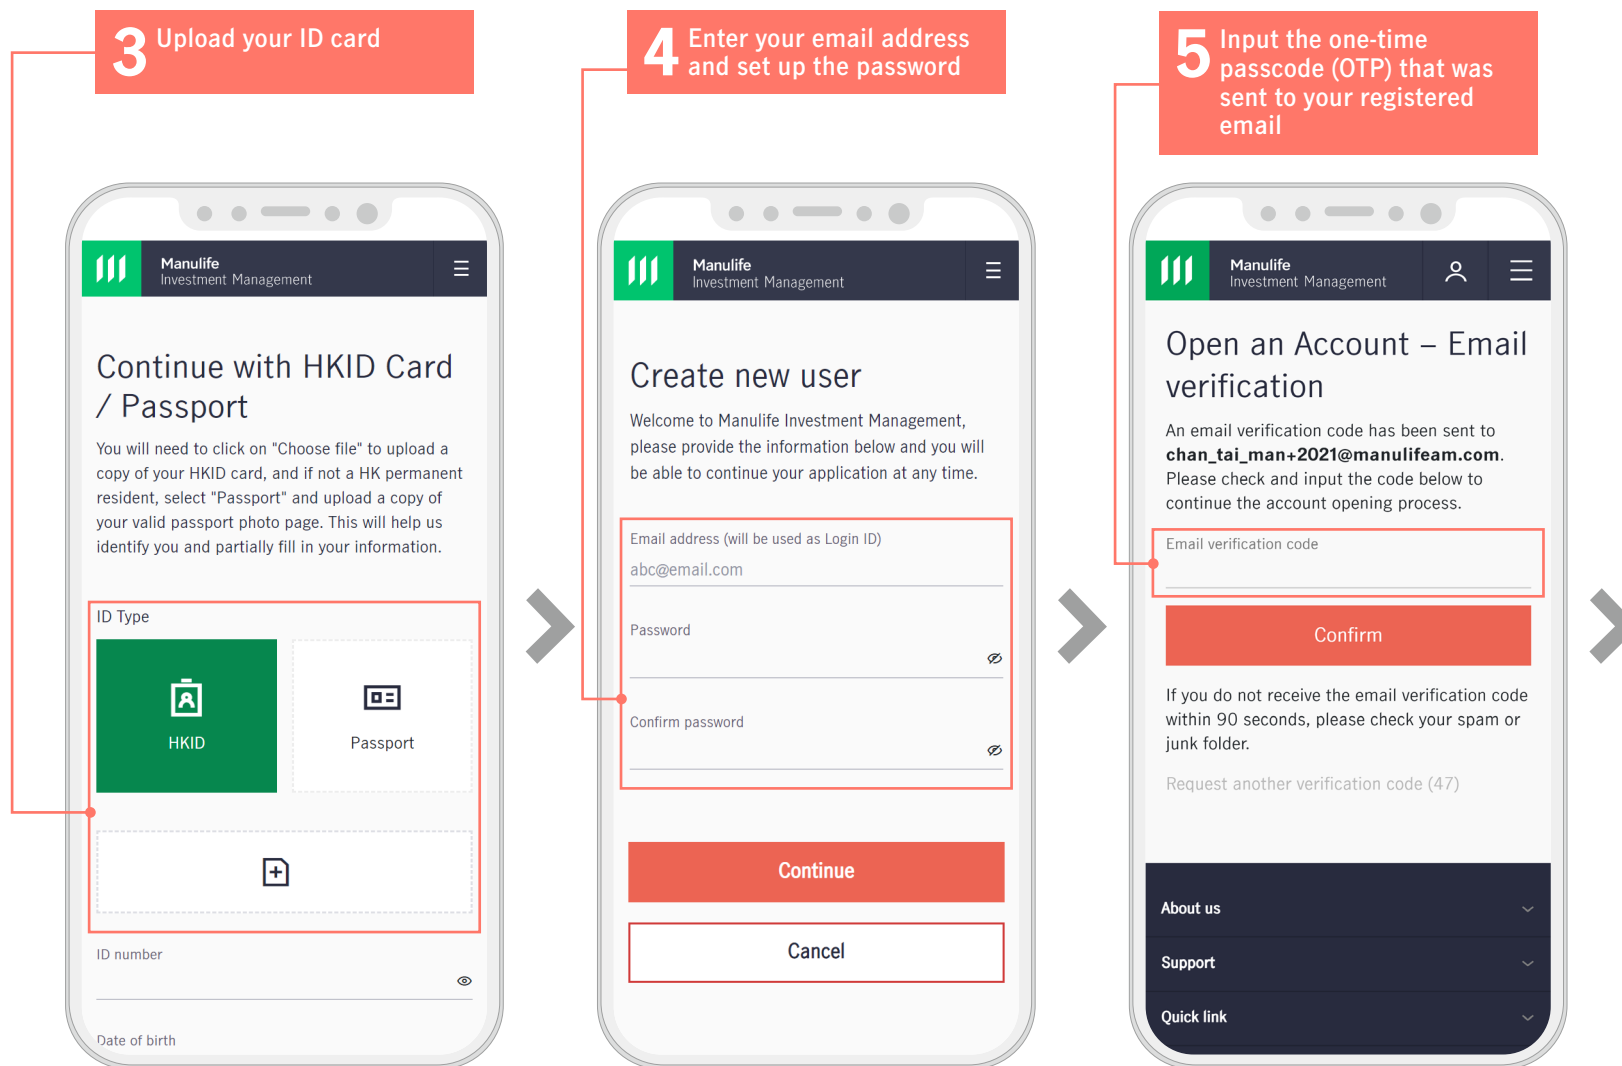 3 Upload your ID card
Manulife
Investment Management
Continue with HKID Card
/ Passport
You will need to click on "Choose file" to upload a
copy of your HKID card, and if not a HK permanent
resident, select "Passport" and upload a copy of
your valid passport photo page. This will help us
identify you and partially fill in your information.
ID Type
HKID
Passport
ID number
Date of birth
4 Enter your email address
and set up the password
Manulife
Investment Management
Create new user
Welcome to Manulife Investment Management,
please provide the information below and you will
be able to continue your application at any time.
Email address (will be used as Login ID)
abc@email.com
Password
Confirm password
Continue
Cancel
5 Input the one-time
passcode (OTP) that was
sent to your registered
email
Manulife
Investment Management
Open an Account – Email
verification
An email verification code has been sent to
chan_tai_man+2021@manulifeam.com.
Please check and input the code below to
continue the account opening process.
Email verification code
Confirm
If you do not receive the email verification code
within 90 seconds, please check your spam or
junk folder.
Request another verification code (47)
About us
Support
Quick link